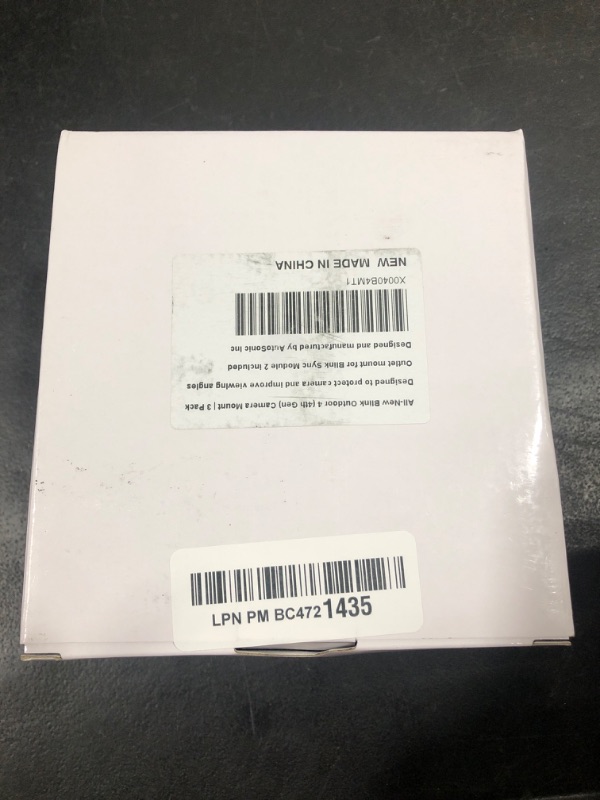 All-New Blink Outdoor 4 (4th Gen) Camera Mount | 3 Pack
Designed to protect camera and improve viewing angles
Outlet mount for Blink Sync Module 2 included
Designed and manufactured by AutoSonic Inc
X0040B4MT1
NEW MADE IN CHINA
LPN PM BC472 1435